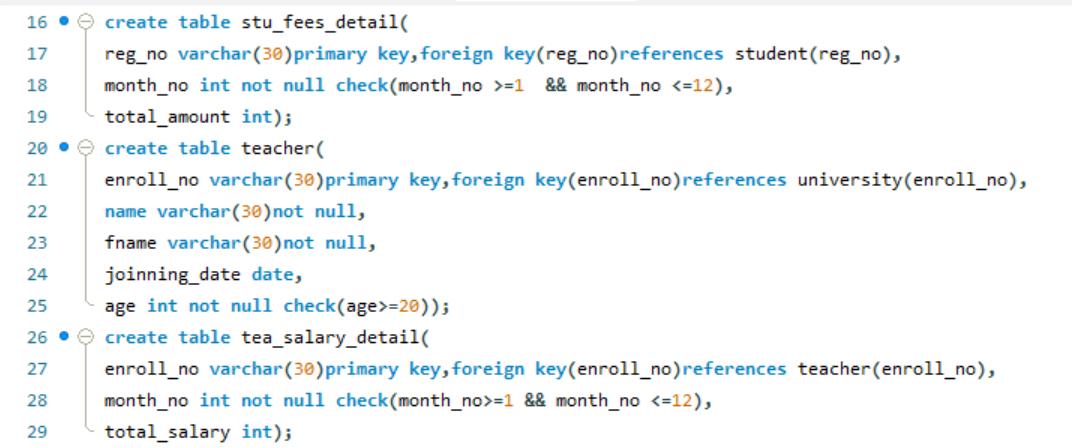 16 create table stu_fees_detail(
17 reg_no varchar(30)primary key,foreign key(reg_no)references student(reg_no),
18 month_no int not null check(month_no >=1  && month_no <=12),
19 total_amount int);
20 create table teacher(
21 enroll_no varchar(30)primary key,foreign key(enroll_no)references university(enroll_no),
22 name varchar(30)not null,
23 fname varchar(30)not null,
24 joinning_date date,
25 age int not null check(age>=20));
26 create table tea_salary_detail(
27 enroll_no varchar(30)primary key,foreign key(enroll_no)references teacher(enroll_no),
28 month_no int not null check(month_no>=1 && month_no <=12),
29 total_salary int);